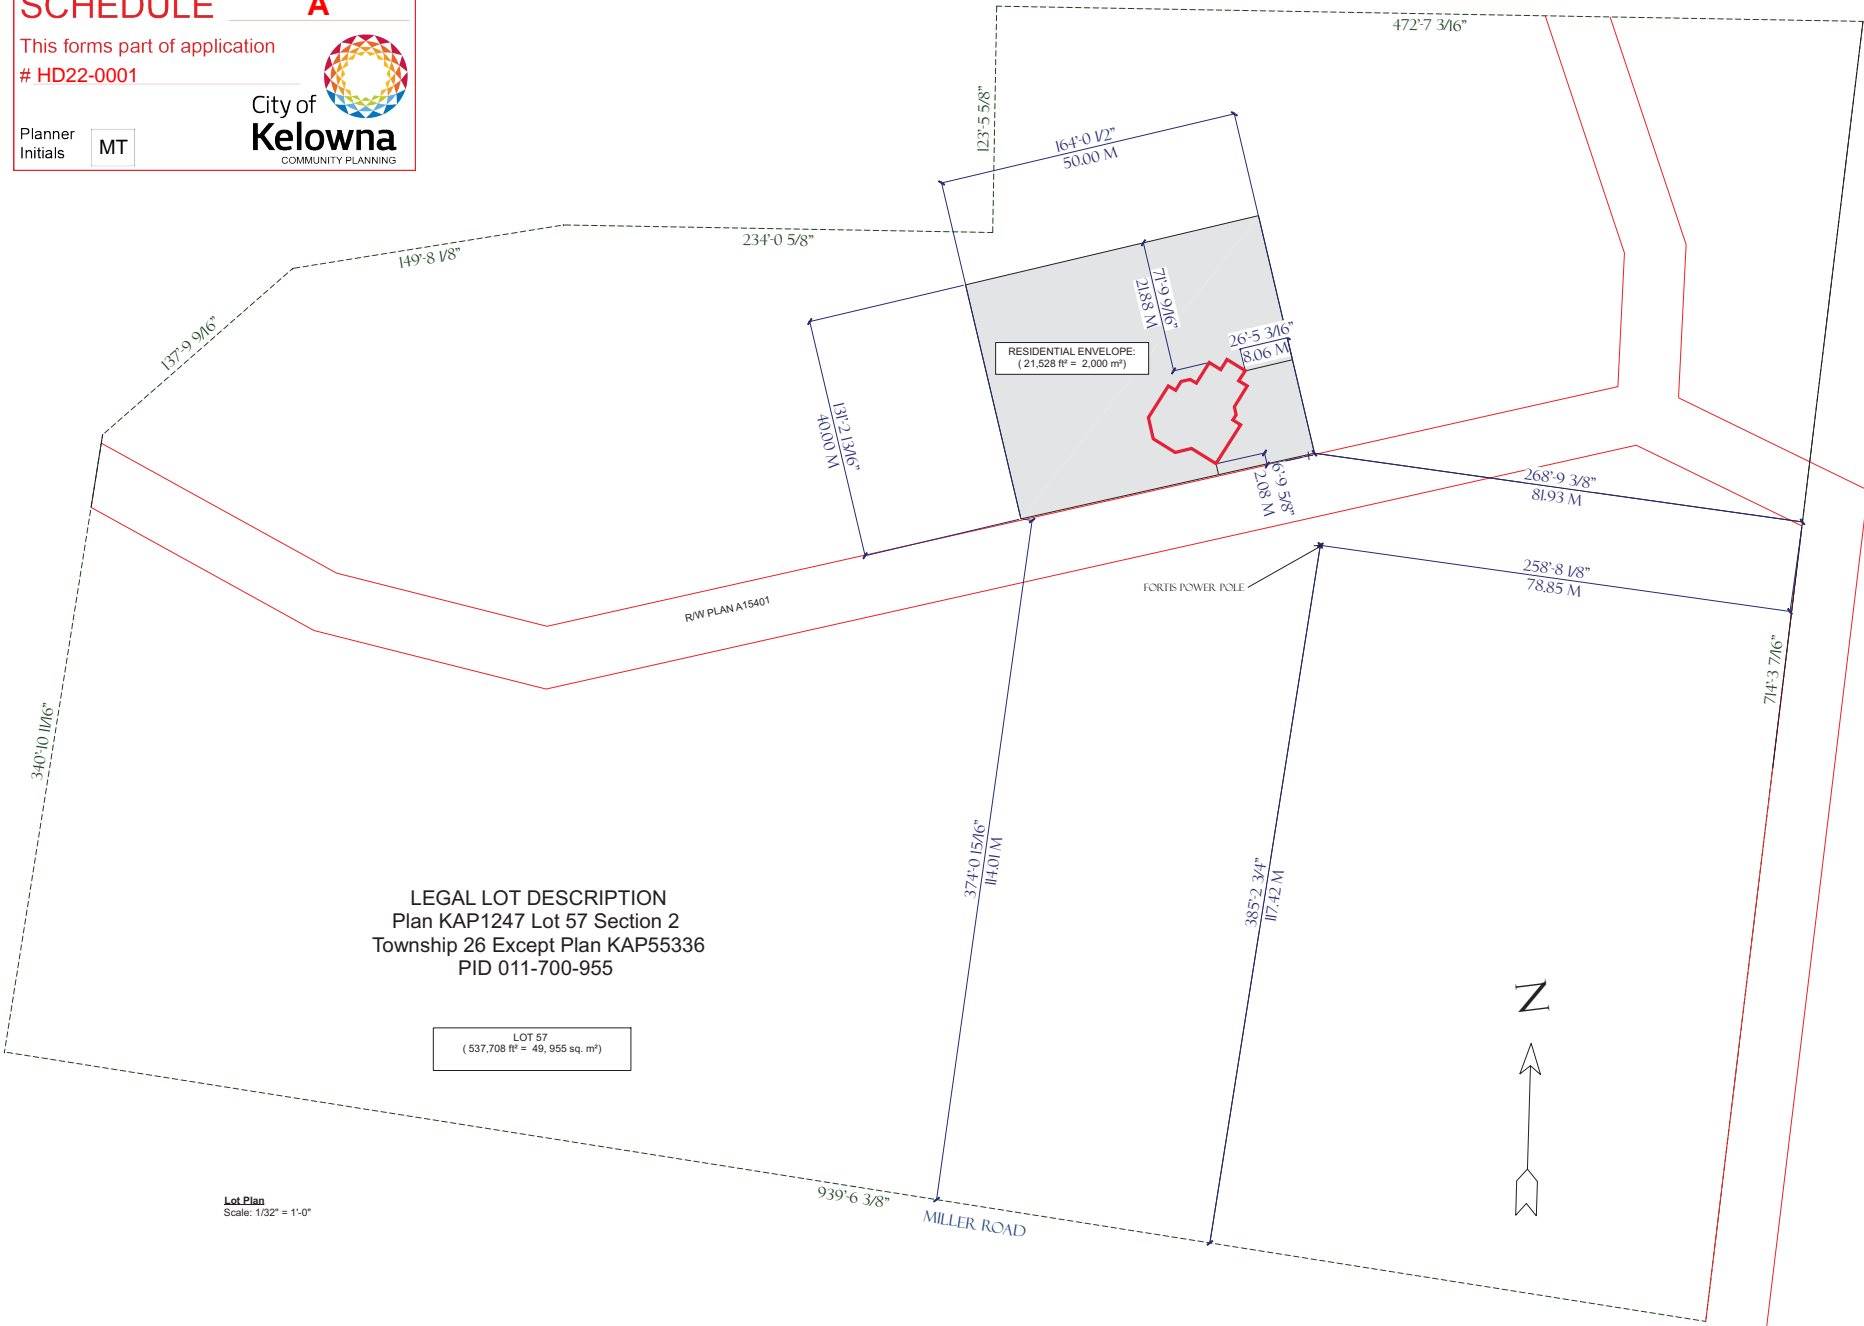 SCHEDULE A
This forms part of application
# HD22-0001
City of
Kelowna
COMMUNITY PLANNING
Planner
Initials
MT
472'-7 3/16"
123'-5 5/8"
164'-0 1/2"
50.00 M
234'-0 5/8"
149'-8 1/8"
137'-9 9/16"
71'-9 9/16"
21.88 M
26'-5 3/16"
8.06 M
RESIDENTIAL ENVELOPE:
( 21,528 ft² = 2,000 m²)
131'-2 13/16"
40.00 M
6'-9 5/8"
2.08 M
268'-9 3/8"
81.93 M
FORTIS POWER POLE
258'-8 1/8"
78.85 M
R/W PLAN A15401
714'-3 7/16"
340'-10 11/16"
374'-0 15/16"
114.01 M
385'-2 3/4"
117.42 M
LEGAL LOT DESCRIPTION
Plan KAP1247 Lot 57 Section 2
Township 26 Except Plan KAP55336
PID 011-700-955
N
LOT 57
( 537,708 ft² = 49, 955 sq. m²)
939'-6 3/8"
MILLER ROAD
Lot Plan
Scale: 1/32" = 1'-0"